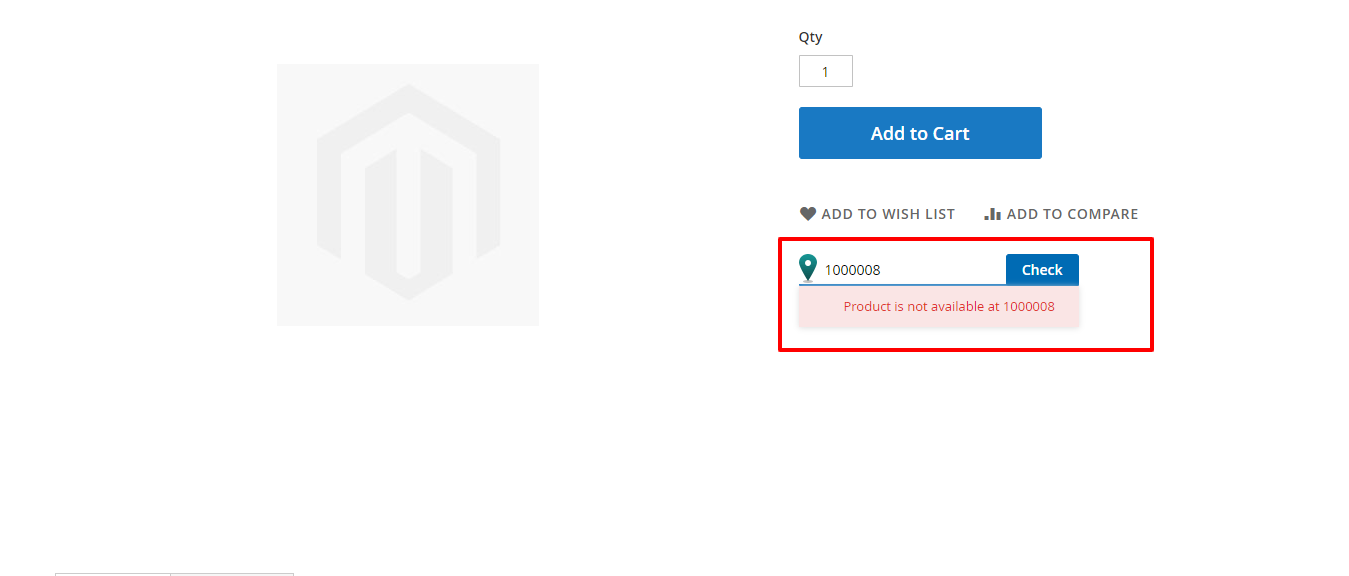 Qty
1
Add to Cart
ADD TO WISH LIST
ADD TO COMPARE
1000008
Check
Product is not available at 1000008